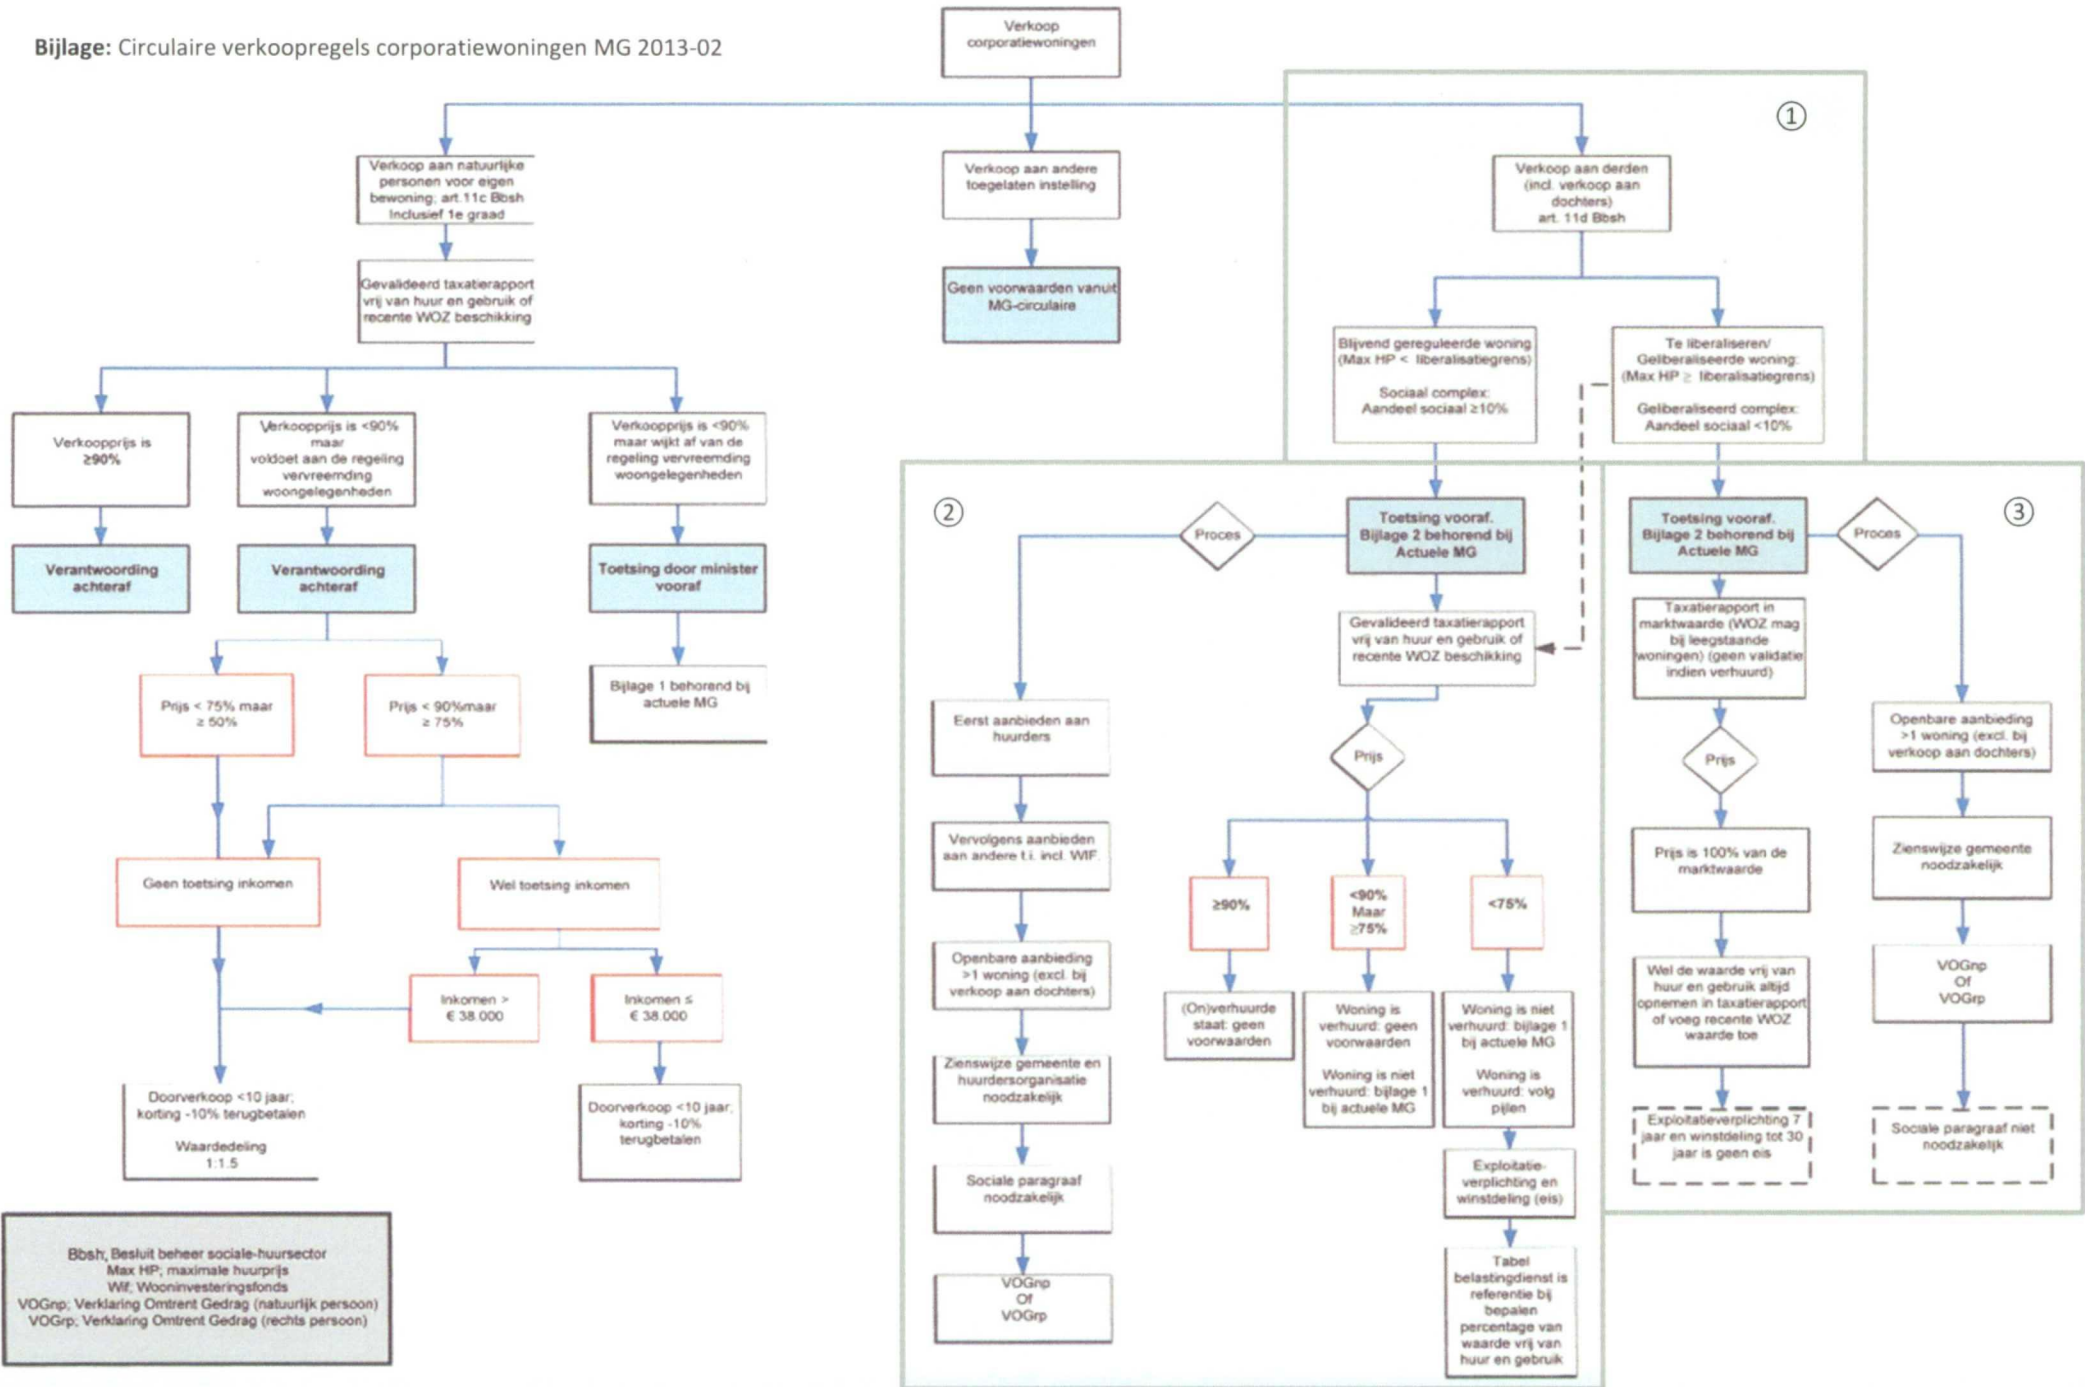 Bijlage: Circulaire verkoopregels corporatiewoningen MG 2013-02
Verkoop
corporatiewoningen
①
Verkoop aan natuurlijke
personen voor eigen
bewoning; art.11c Bbsh
Inclusief 1e graad
Verkoop aan andere
toegelaten instelling
Verkoop aan derden
(incl. verkoop aan
dochters)
art. 11d Bbsh
Gevalideerd taxatierapport
vrij van huur en gebruik of
recente WOZ beschikking
Geen voorwaarden vanuit
MG-circulaire
Blijvend gereguleerde woning
(Max HP < liberalisatiegrens)
Sociaal complex:
Aandeel sociaal ≥10%
Te liberaliseren/
Geliberaliseerde woning:
(Max HP ≥ liberalisatiegrens)
Geliberaliseerd complex:
Aandeel sociaal <10%
Verkoopprijs is
≥90%
Verkoopprijs is <90%
maar
voldoet aan de regeling
vervreemding
woongelegenheden
Verkoopprijs is <90%
maar wijkt af van de
regeling vervreemding
woongelegenheden
Verantwoording
achteraf
Verantwoording
achteraf
Toetsing door minister
vooraf
Prijs < 75% maar
≥ 50%
Prijs < 90%maar
≥ 75%
Bijlage 1 behorend bij
actuele MG
Geen toetsing inkomen
Wel toetsing inkomen
Inkomen >
€ 38.000
Inkomen ≤
€ 38.000
Doorverkoop <10 jaar;
korting -10% terugbetalen
Waardedeling
1:1.5
Doorverkoop <10 jaar;
korting -10%
terugbetalen
②
Proces
Toetsing vooraf.
Bijlage 2 behorend bij
Actuele MG
Gevalideerd taxatierapport
vrij van huur en gebruik of
recente WOZ beschikking
Eerst aanbieden aan
huurders
Vervolgens aanbieden
aan andere t.i. incl. WIF.
Openbare aanbieding
>1 woning (excl. bij
verkoop aan dochters)
Zienswijze gemeente en
huurdersorganisatie
noodzakelijk
Sociale paragraaf
noodzakelijk
VOGnp
Of
VOGrp
Prijs
≥90%
<90%
Maar
≥75%
<75%
(On)verhuurde
staat: geen
voorwaarden
Woning is
verhuurd: geen
voorwaarden
Woning is niet
verhuurd: bijlage 1
bij actuele MG
Woning is niet
verhuurd: bijlage 1
bij actuele MG
Woning is
verhuurd: volg
pijlen
Exploitatie-
verplichting en
winstdeling (eis)
Tabel
belastingdienst is
referentie bij
bepalen
percentage van
waarde vrij van
huur en gebruik
③
Toetsing vooraf.
Bijlage 2 behorend bij
Actuele MG
Proces
Taxatierapport in
marktwaarde (WOZ mag
bij leegstaande
woningen) (geen validatie
indien verhuurd)
Prijs
Prijs is 100% van de
marktwaarde
Wel de waarde vrij van
huur en gebruik altijd
opnemen in taxatierapport
of voeg recente WOZ
waarde toe
Exploitatieverplichting 7
jaar en winstdeling tot 30
jaar is geen eis
Openbare aanbieding
>1 woning (excl. bij
verkoop aan dochters)
Zienswijze gemeente
noodzakelijk
VOGnp
Of
VOGrp
Sociale paragraaf niet
noodzakelijk
Bbsh; Besluit beheer sociale-huursector
Max HP; maximale huurprijs
Wif; Wooninvesteringsfonds
VOGnp; Verklaring Omtrent Gedrag (natuurlijk persoon)
VOGrp; Verklaring Omtrent Gedrag (rechts persoon)